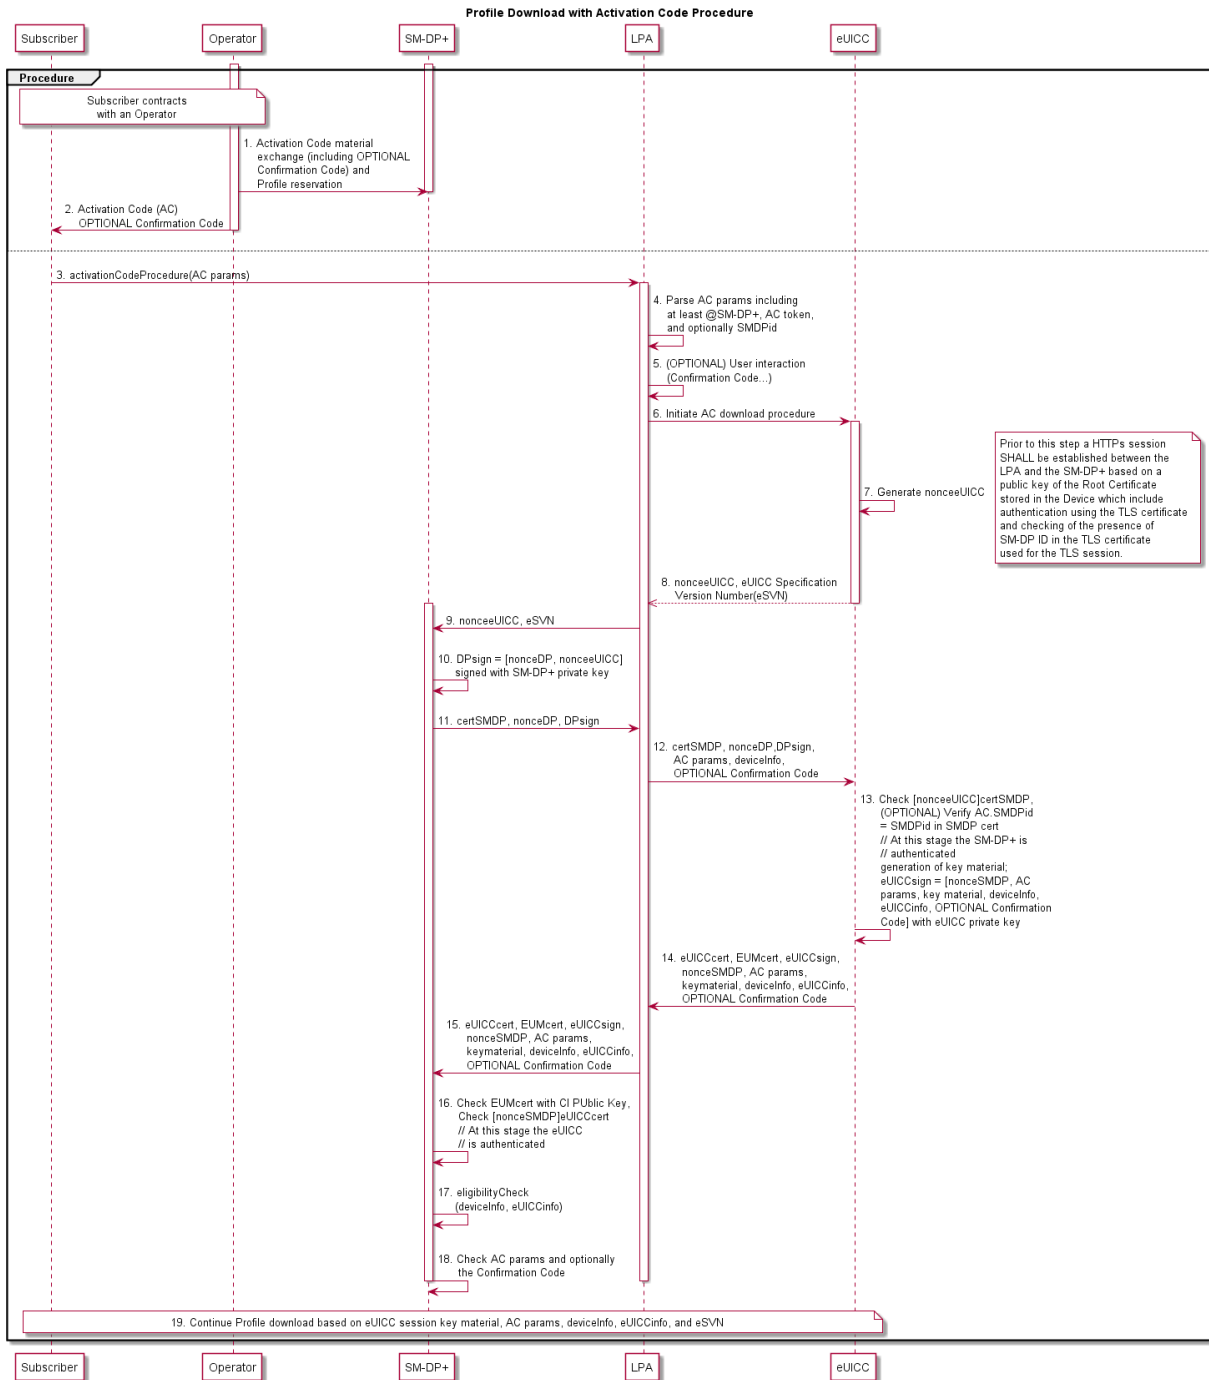 Profile Download with Activation Code Procedure
Subscriber
Operator
SM-DP+
LPA
eUICC
Procedure
Subscriber contracts
with an Operator
1. Activation Code material
exchange (including OPTIONAL
Confirmation Code) and
Profile reservation
2. Activation Code (AC)
OPTIONAL Confirmation Code
3. activationCodeProcedure(AC params)
4. Parse AC params including
at least @SM-DP+, AC token,
and optionally SMDPid
5. (OPTIONAL) User interaction
(Confirmation Code...)
6. Initiate AC download procedure
Prior to this step a HTTPs session
SHALL be established between the
LPA and the SM-DP+ based on a
public key of the Root Certificate
stored in the Device which include
authentication using the TLS certificate
and checking of the presence of
SM-DP ID in the TLS certificate
used for the TLS session.
7. Generate nonceeUICC
8. nonceeUICC, eUICC Specification
Version Number(eSVN)
9. nonceeUICC, eSVN
10. DPsign = [nonceDP, nonceeUICC]
signed with SM-DP+ private key
11. certSMDP, nonceDP, DPsign
12. certSMDP, nonceDP,DPsign,
AC params, deviceInfo,
OPTIONAL Confirmation Code
13. Check [nonceeUICC]certSMDP,
(OPTIONAL) Verify AC.SMDPid
= SMDPid in SMDP cert
// At this stage the SM-DP+ is
// authenticated
generation of key material;
eUICCsign = [nonceSMDP, AC
params, key material, deviceInfo,
eUICCinfo, OPTIONAL Confirmation
Code] with eUICC private key
14. eUICCcert, EUMcert, eUICCsign,
nonceSMDP, AC params,
keymaterial, deviceInfo, eUICCinfo,
OPTIONAL Confirmation Code
15. eUICCcert, EUMcert, eUICCsign,
nonceSMDP, AC params,
keymaterial, deviceInfo, eUICCinfo,
OPTIONAL Confirmation Code
16. Check EUMcert with CI PUblic Key,
Check [nonceSMDP]eUICCcert
// At this stage the eUICC
// is authenticated
17. eligibilityCheck
(deviceInfo, eUICCinfo)
18. Check AC params and optionally
the Confirmation Code
19. Continue Profile download based on eUICC session key material, AC params, deviceInfo, eUICCinfo, and eSVN
Subscriber
Operator
SM-DP+
LPA
eUICC